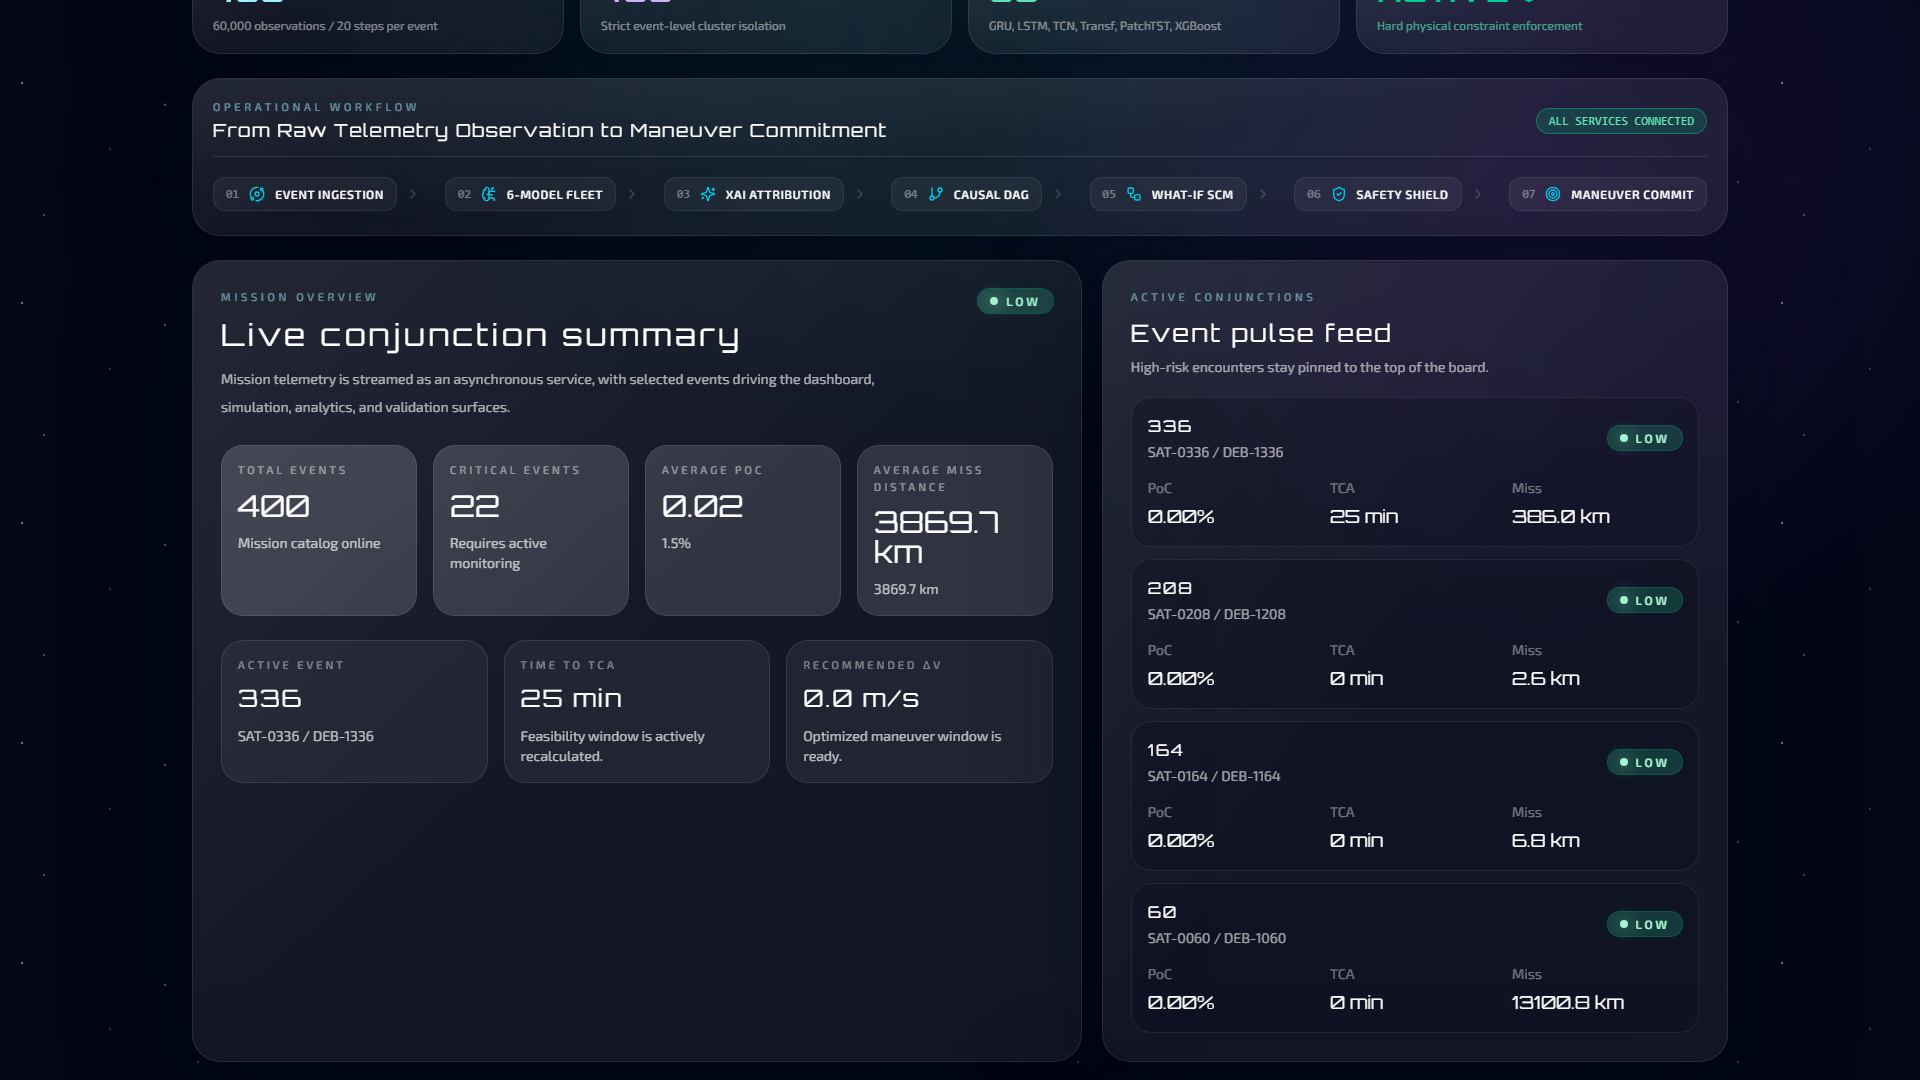 60,000 observations / 20 steps per event
Strict event-level cluster isolation
GRU, LSTM, TCN, Transf, PatchTST, XGBoost
Hard physical constraint enforcement
OPERATIONAL WORKFLOW
From Raw Telemetry Observation to Maneuver Commitment
ALL SERVICES CONNECTED
01 EVENT INGESTION
02 6-MODEL FLEET
03 XAI ATTRIBUTION
04 CAUSAL DAG
05 WHAT-IF SCM
06 SAFETY SHIELD
07 MANEUVER COMMIT
MISSION OVERVIEW
LOW
Live conjunction summary
Mission telemetry is streamed as an asynchronous service, with selected events driving the dashboard,
simulation, analytics, and validation surfaces.
TOTAL EVENTS
400
Mission catalog online
CRITICAL EVENTS
22
Requires active
monitoring
AVERAGE POC
0.02
1.5%
AVERAGE MISS
DISTANCE
3869.7
km
3869.7 km
ACTIVE EVENT
336
SAT-0336 / DEB-1336
TIME TO TCA
25 min
Feasibility window is actively
recalculated.
RECOMMENDED ΔV
0.0 m/s
Optimized maneuver window is
ready.
ACTIVE CONJUNCTIONS
Event pulse feed
High-risk encounters stay pinned to the top of the board.
336
SAT-0336 / DEB-1336
LOW
PoC TCA Miss
0.00% 25 min 386.0 km
208
SAT-0208 / DEB-1208
LOW
PoC TCA Miss
0.00% 0 min 2.6 km
164
SAT-0164 / DEB-1164
LOW
PoC TCA Miss
0.00% 0 min 6.8 km
60
SAT-0060 / DEB-1060
LOW
PoC TCA Miss
0.00% 0 min 13100.8 km